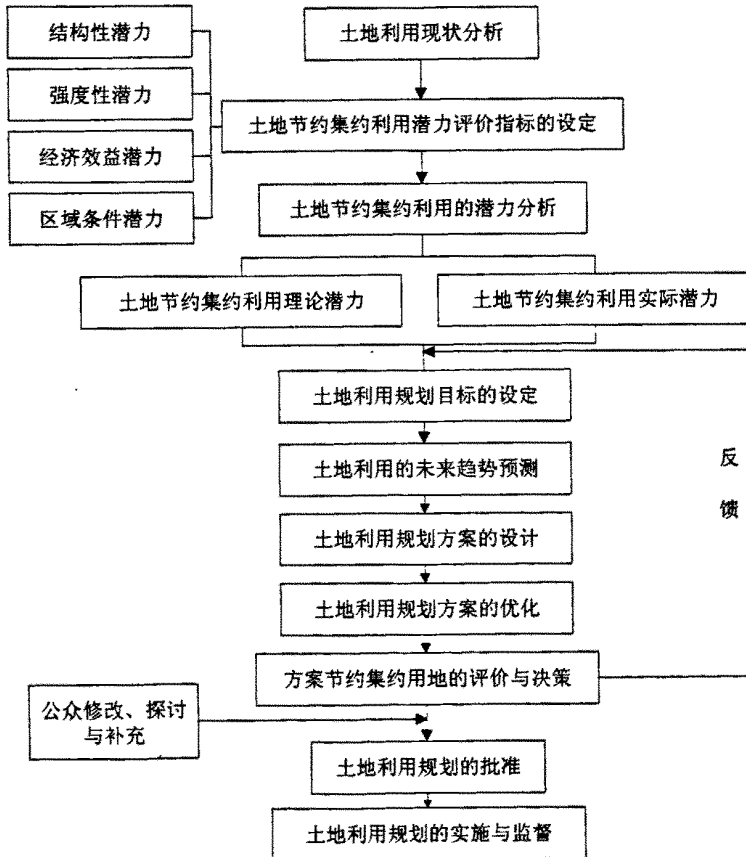 结构性潜力
强度性潜力
经济效益潜力
区域条件潜力
土地利用现状分析
土地节约集约利用潜力评价指标的设定
土地节约集约利用的潜力分析
土地节约集约利用理论潜力
土地节约集约利用实际潜力
土地利用规划目标的设定
土地利用的未来趋势预测
土地利用规划方案的设计
土地利用规划方案的优化
方案节约集约用地的评价与决策
反
馈
公众修改、探讨
与补充
土地利用规划的批准
土地利用规划的实施与监督